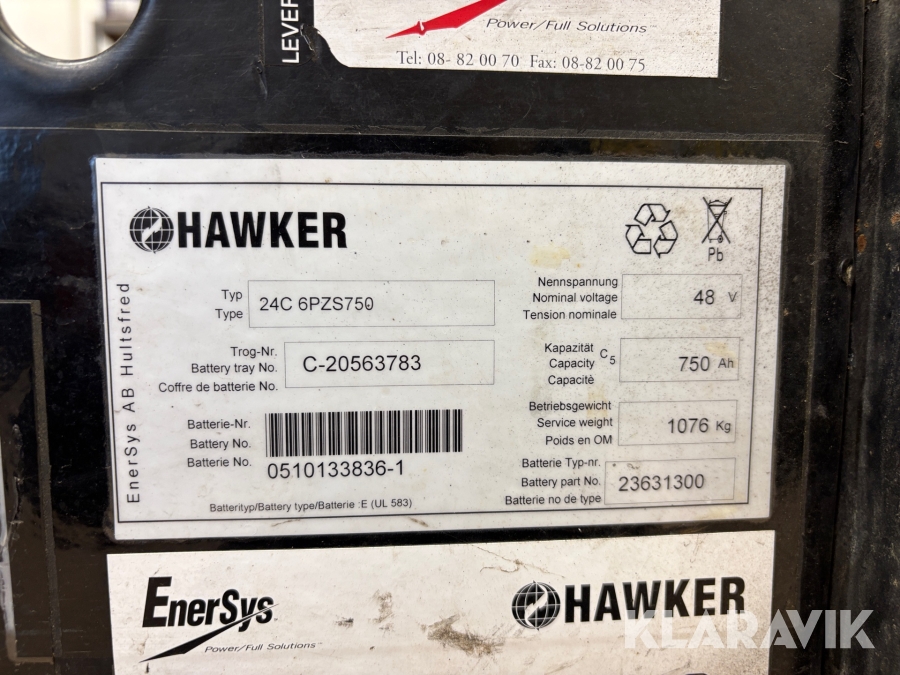 LEVER
Power/Full Solutions™
Tel: 08- 82 00 70 Fax: 08-82 00 75
EnerSys AB Hultsfred
HAWKER
Pb
Typ
Type
24C 6PZS750
Trog-Nr.
Battery tray No.
Coffre de batterie No.
C-20563783
Batterie-Nr.
Battery No.
Batterie No.
0510133836-1
Batterityp/Battery type/Batterie :E (UL 583)
Nennspannung
Nominal voltage
Tension nominale
48 V
Kapazität
Capacity
Capacitè
C5
750 Ah
Betriebsgewicht
Service weight
Poids en OM
1076 Kg
Batterie Typ-nr.
Battery part No.
Batterie no de type
23631300
EnerSys
Power/Full Solutions™
HAWKER
KLARAVIK